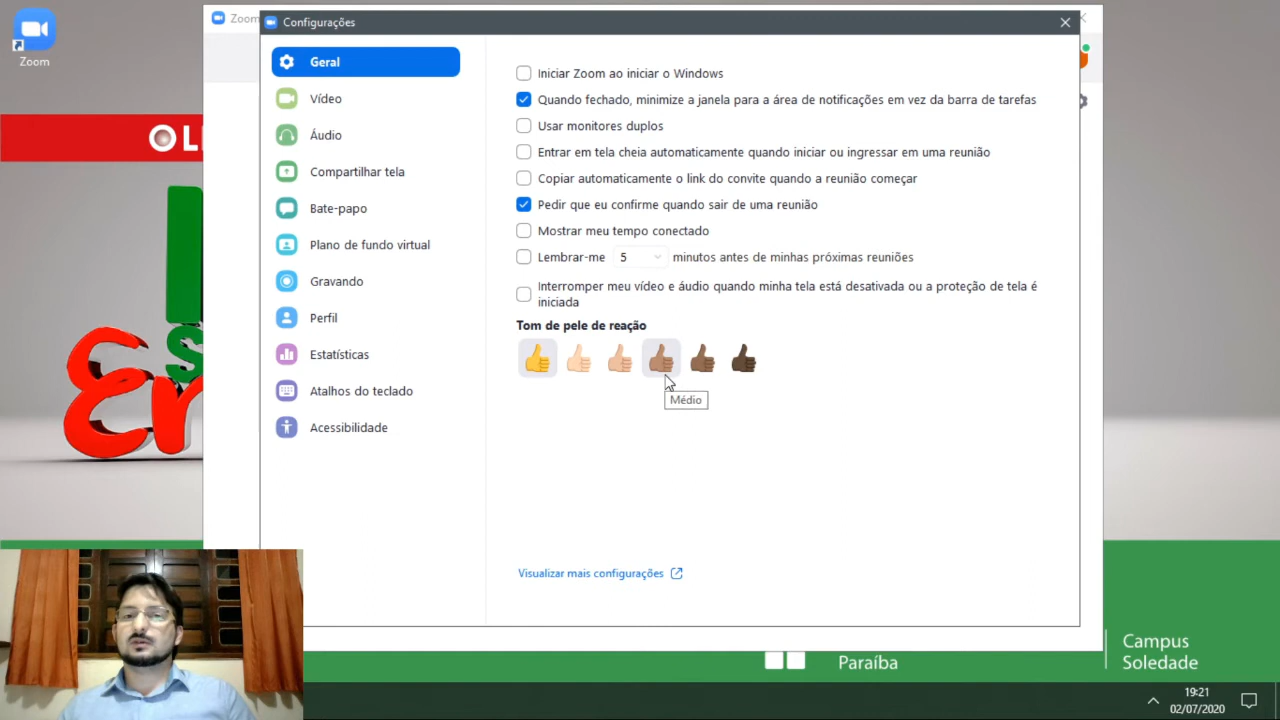 Zoom
Zoom
Configurações
Geral
Vídeo
Áudio
Compartilhar tela
Bate-papo
Plano de fundo virtual
Gravando
Perfil
Estatísticas
Atalhos do teclado
Acessibilidade
Iniciar Zoom ao iniciar o Windows
Quando fechado, minimize a janela para a área de notificações em vez da barra de tarefas
Usar monitores duplos
Entrar em tela cheia automaticamente quando iniciar ou ingressar em uma reunião
Copiar automaticamente o link do convite quando a reunião começar
Pedir que eu confirme quando sair de uma reunião
Mostrar meu tempo conectado
Lembrar-me 5 minutos antes de minhas próximas reuniões
Interromper meu vídeo e áudio quando minha tela está desativada ou a proteção de tela é
iniciada
Tom de pele de reação
Médio
Visualizar mais configurações
Paraíba
Campus
Soledade
19:21
02/07/2020